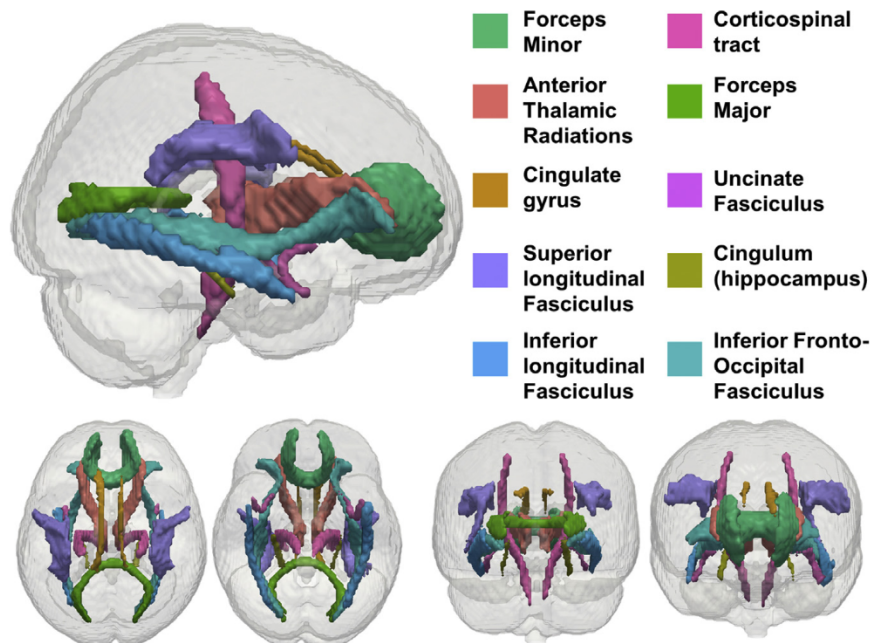 Forceps
Minor
Corticospinal
tract
Anterior
Thalamic
Radiations
Forceps
Major
Cingulate
gyrus
Uncinate
Fasciculus
Superior
longitudinal
Fasciculus
Cingulum
(hippocampus)
Inferior
longitudinal
Fasciculus
Inferior Fronto-
Occipital
Fasciculus